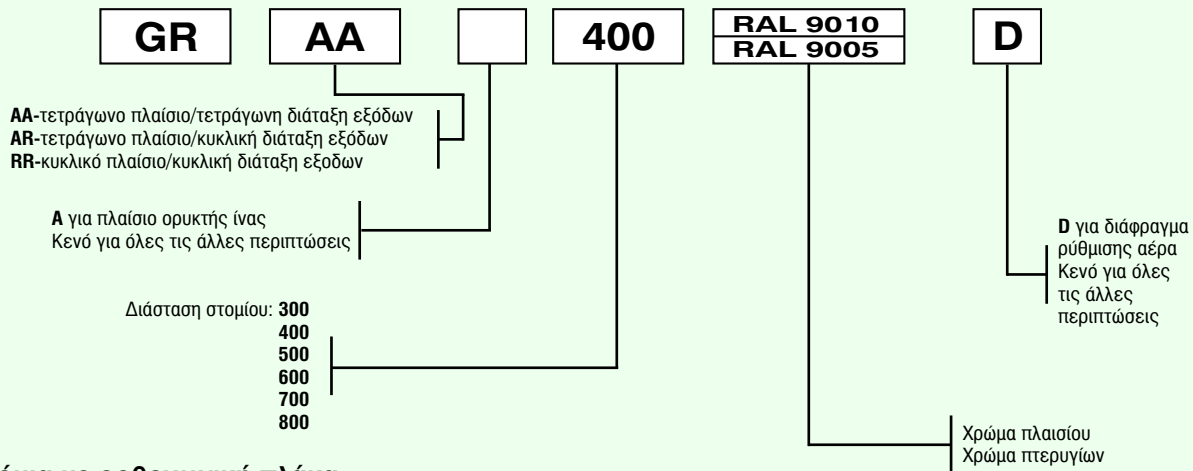 GR AA 400 RAL 9010 D
RAL 9005
AA-τετράγωνο πλαίσιο/τετράγωνη διάταξη εξόδων
AR-τετράγωνο πλαίσιο/κυκλική διάταξη εξόδων
RR-κυκλικό πλαίσιο/κυκλική διάταξη εξοδων
A για πλαίσιο ορυκτής ίνας
Κενό για όλες τις άλλες περιπτώσεις
D για διάφραγμα
ρύθμισης αέρα
Κενό για όλες
τις άλλες
περιπτώσεις
Διάσταση στομίου: 300
400
500
600
700
800
Χρώμα πλαισίου
Χρώμα πτερυγίων